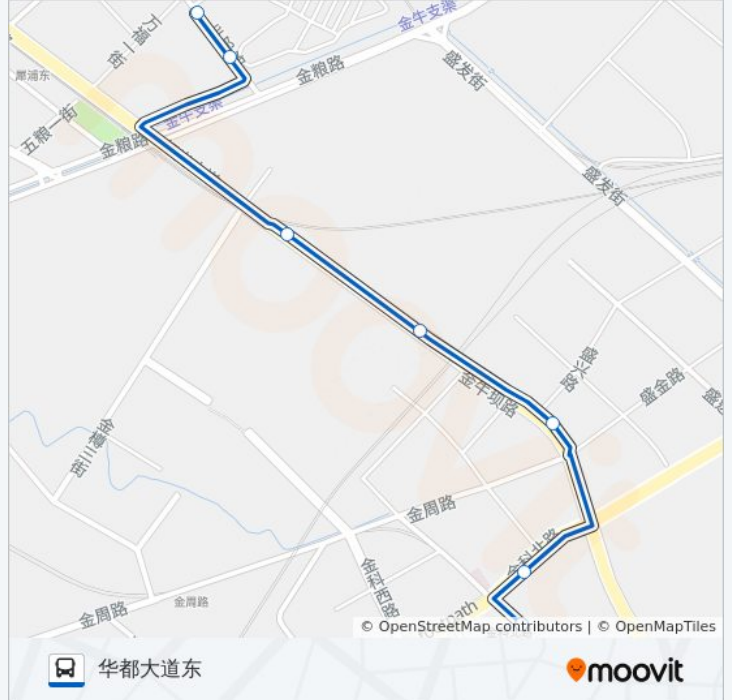 万福一街
金牛支渠
犀浦东
金粮路
盛发街
五粮一街
金牛支渠
金粮路
盛发街
盛兴路
金牛坝路
盛金路
金樽三街
金周路
金科北路
金科西路
金周路
金周路
© OpenStreetMap contributors | © OpenMapTiles
华都大道东
moovit